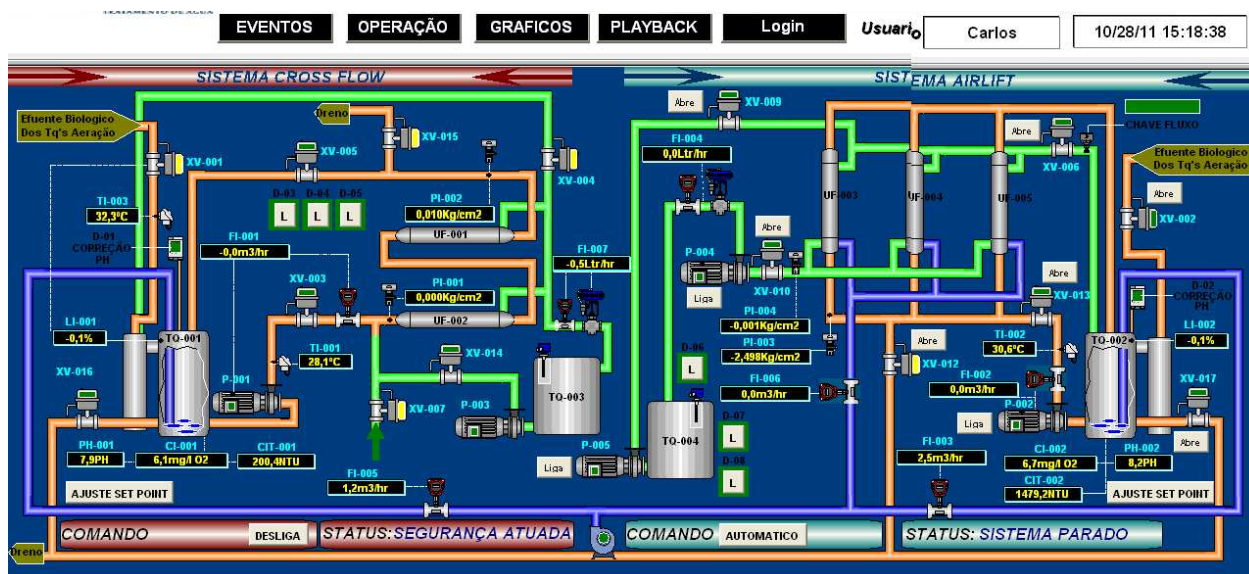 TRATAMENTO DE ÁGUA
EVENTOS
OPERAÇÃO
GRAFICOS
PLAYBACK
Login
Usuario
Carlos
10/28/11 15:18:38
SISTEMA CROSS FLOW
SISTEMA AIRLIFT
Efuente Biologico
Dos Tq's Aeração
XV-001
TI-003
32,3ºC
D-01
CORREÇÃO
PH
LI-001
-0,1%
XV-016
PH-001
7,9PH
AJUSTE SET POINT
TQ-001
CI-001
6,1mg/l O2
CIT-001
200,4NTU
P-001
FI-001
-0,0m3/hr
XV-005
Dreno
XV-015
D-03
D-04
D-05
L
L
L
XV-003
TI-001
28,1ºC
PI-002
0,010Kg/cm2
UF-001
PI-001
0,000Kg/cm2
UF-002
XV-004
FI-007
-0,5Ltr/hr
XV-014
XV-007
P-003
TQ-003
FI-005
1,2m3/hr
Abre
XV-009
FI-004
0,0Ltr/hr
P-004
Liga
Abre
XV-010
PI-004
-0,001Kg/cm2
PI-003
-2,498Kg/cm2
FI-006
0,0m3/hr
D-06
L
TQ-004
D-07
L
D-08
L
P-005
Liga
UF-003
UF-004
UF-005
Abre
XV-006
CHAVE FLUXO
Efuente Biologico
Dos Tq's Aeração
Abre
XV-002
Abre
XV-013
D-02
CORREÇÃO
PH
LI-002
-0,1%
TQ-002
TI-002
30,6ºC
Abre
XV-012
FI-002
0,0m3/hr
P-002
Liga
XV-017
Abre
FI-003
2,5m3/hr
CI-002
6,7mg/l O2
PH-002
8,2PH
CIT-002
1479,2NTU
AJUSTE SET POINT
COMANDO
DESLIGA
STATUS:SEGURANÇA ATUADA
COMANDO
AUTOMATICO
STATUS: SISTEMA PARADO
Dreno